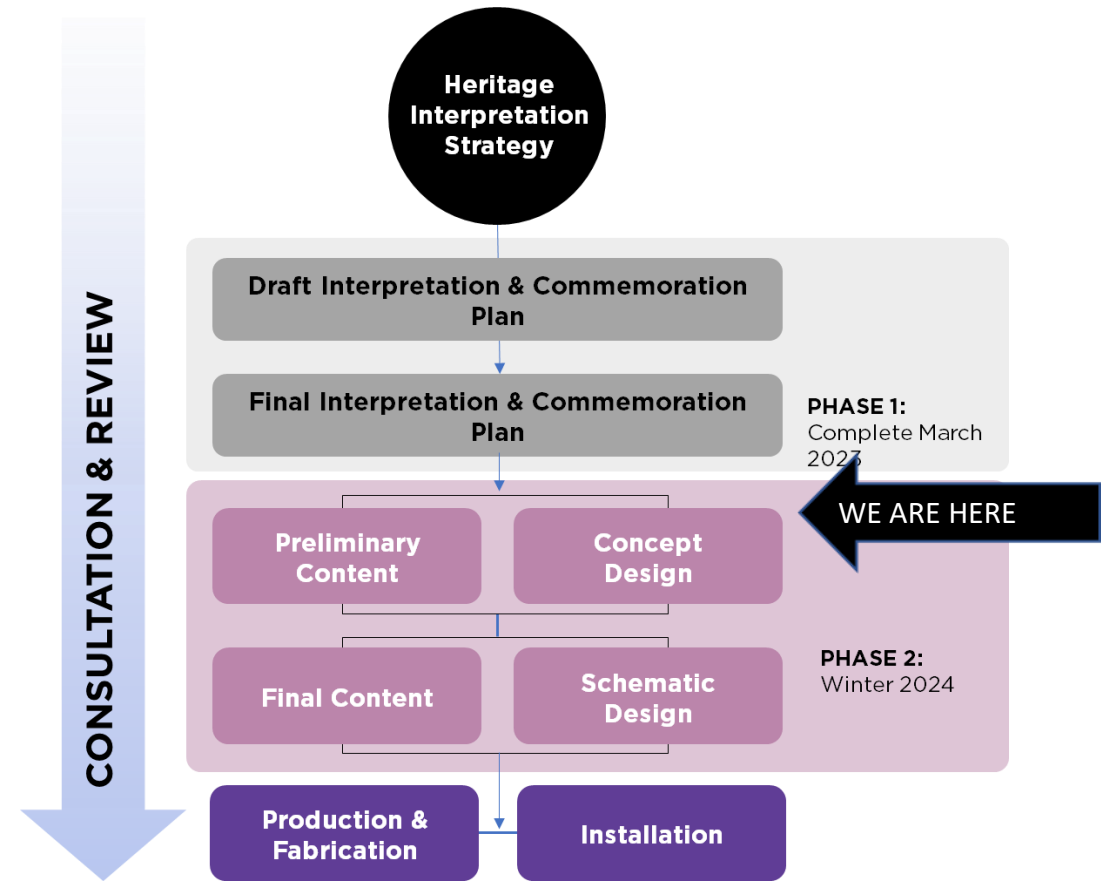 Heritage
Interpretation
Strategy
Draft Interpretation & Commemoration
Plan
Final Interpretation & Commemoration
Plan
PHASE 1:
Complete March
2023
WE ARE HERE
Preliminary
Content
Concept
Design
Final Content
Schematic
Design
PHASE 2:
Winter 2024
Production &
Fabrication
Installation
CONSULTATION & REVIEW